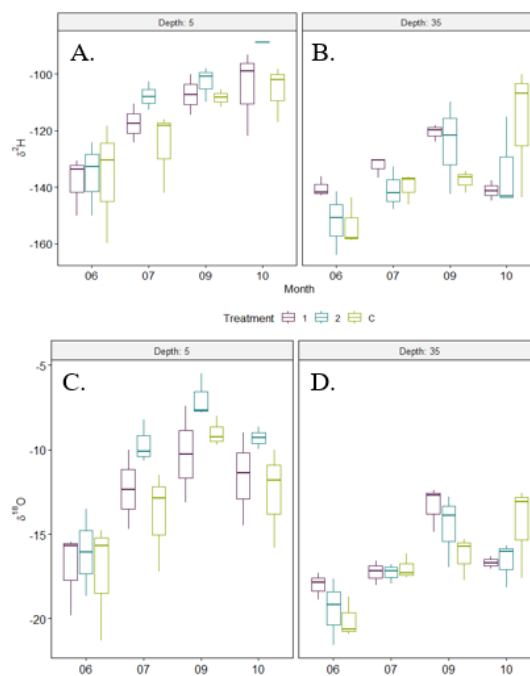 Depth: 5
Depth: 35
A.
B.
-100
-120
-140
-160
δ²H
06
07
09
10
06
07
09
10
Month
Treatment 1 2 C
Depth: 5
Depth: 35
C.
D.
-5
-10
-15
-20
δ¹⁸O
06
07
09
10
06
07
09
10